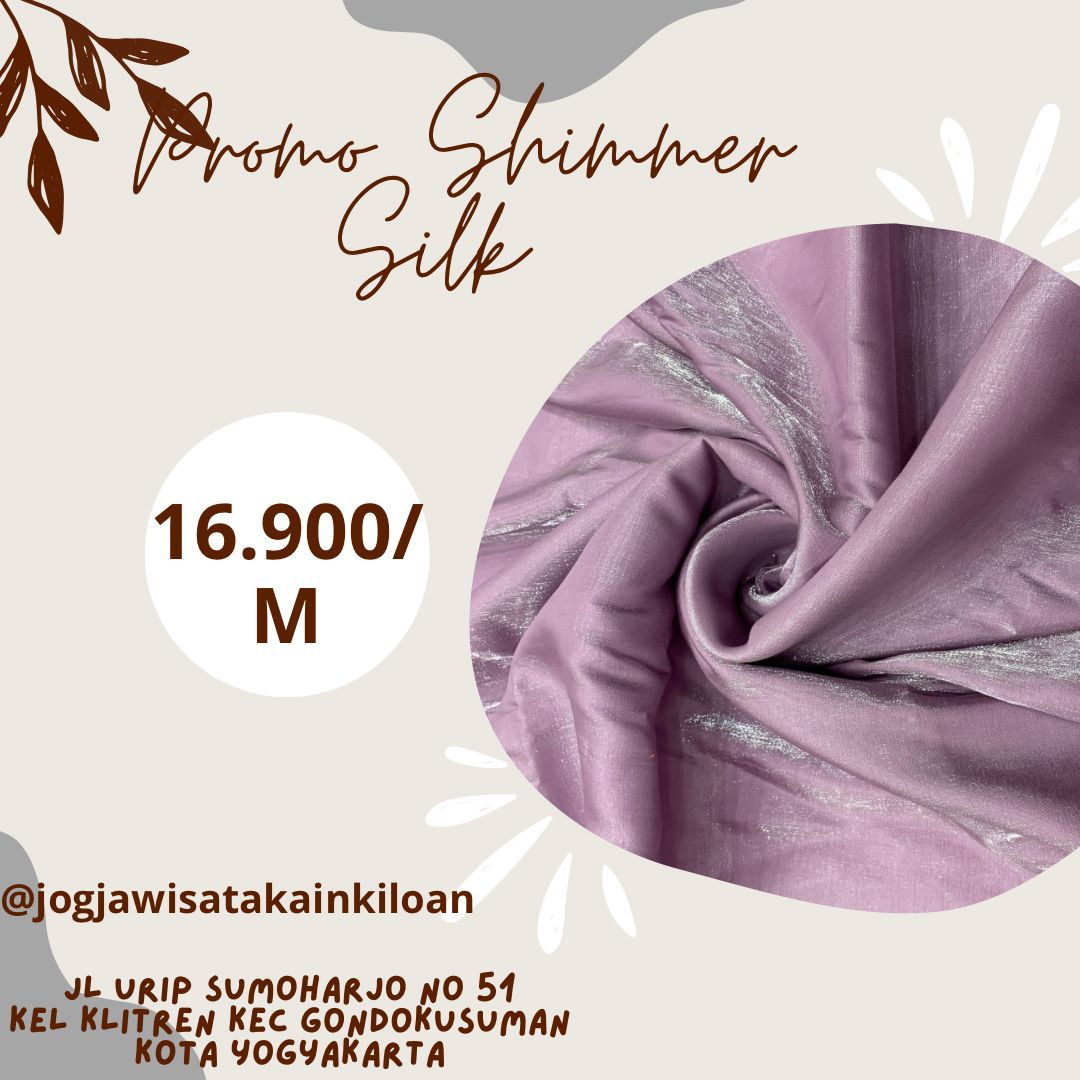 Promo Shimmer
Silk
16.900/
M
@jogjawisatakainkiloan
JL URIP SUMOHARJO NO 51
KEL KLITREN KEC GONDOKUSUMAN
KOTA YOGYAKARTA